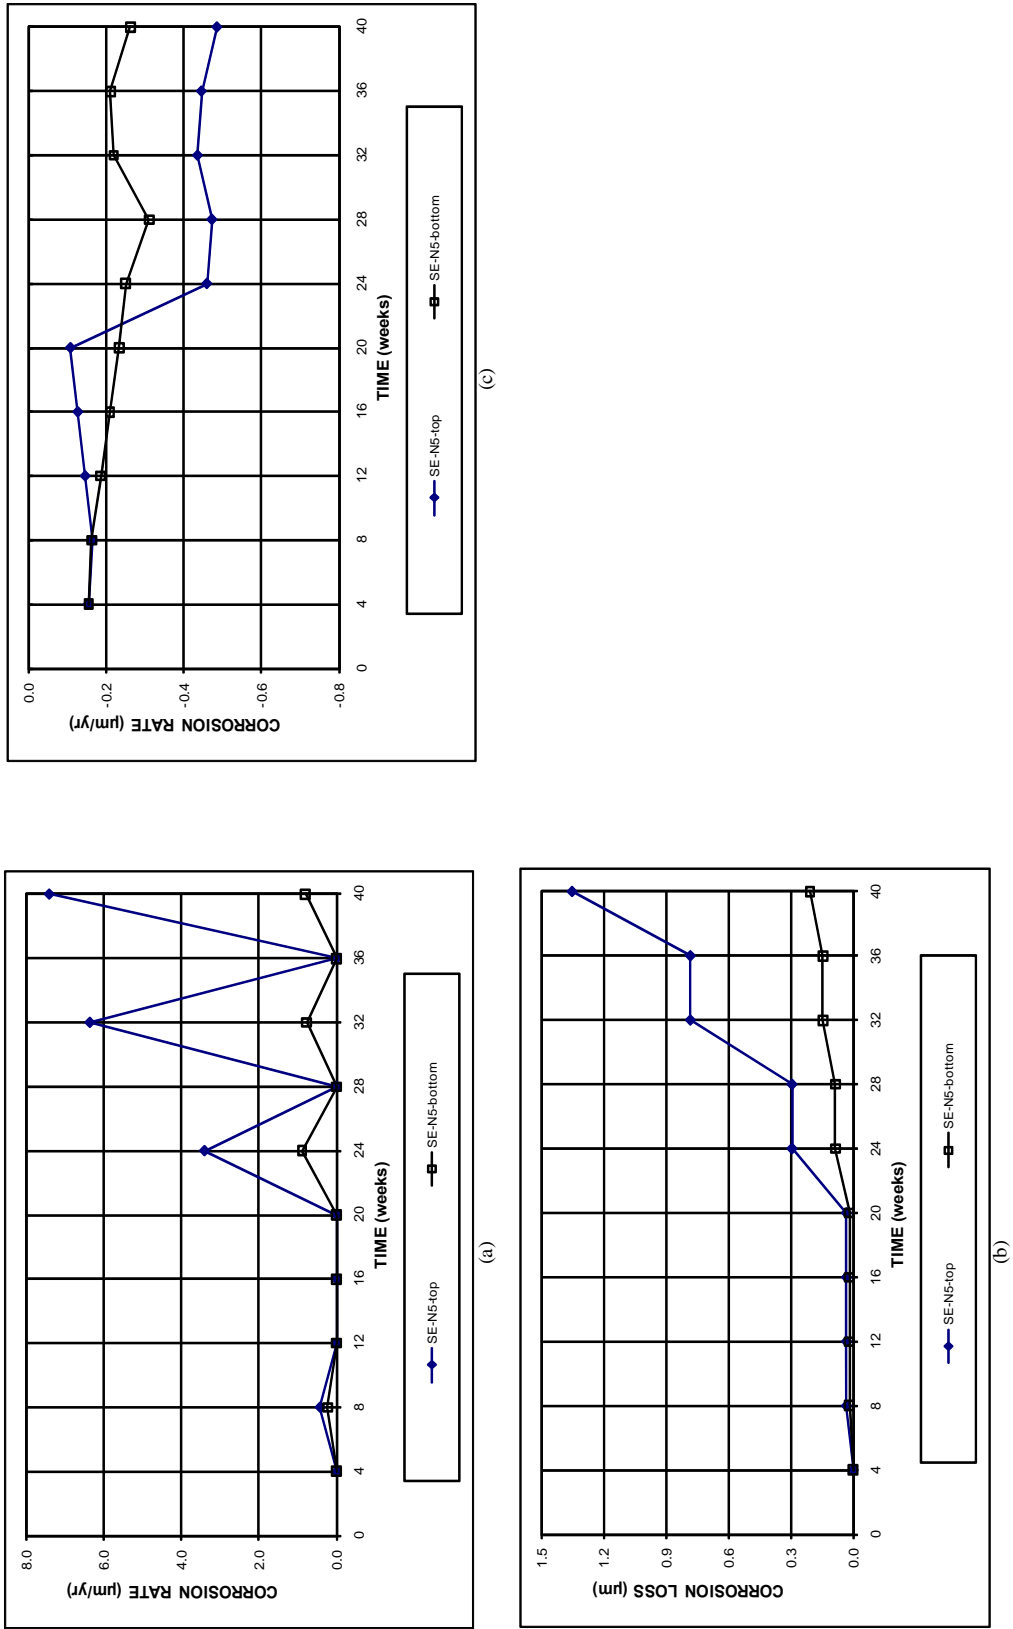 8.0
6.0
4.0
2.0
0.0
CORROSION RATE (µm/yr)
0 4 8 12 16 20 24 28 32 36 40
TIME (weeks)
SE-N5-top SE-N5-bottom
(a)
1.5
1.2
0.9
0.6
0.3
0.0
CORROSION LOSS (µm)
0 4 8 12 16 20 24 28 32 36 40
TIME (weeks)
SE-N5-top SE-N5-bottom
(b)
0.0
-0.2
-0.4
-0.6
-0.8
CORROSION RATE (µm/yr)
0 4 8 12 16 20 24 28 32 36 40
TIME (weeks)
SE-N5-top SE-N5-bottom
(c)